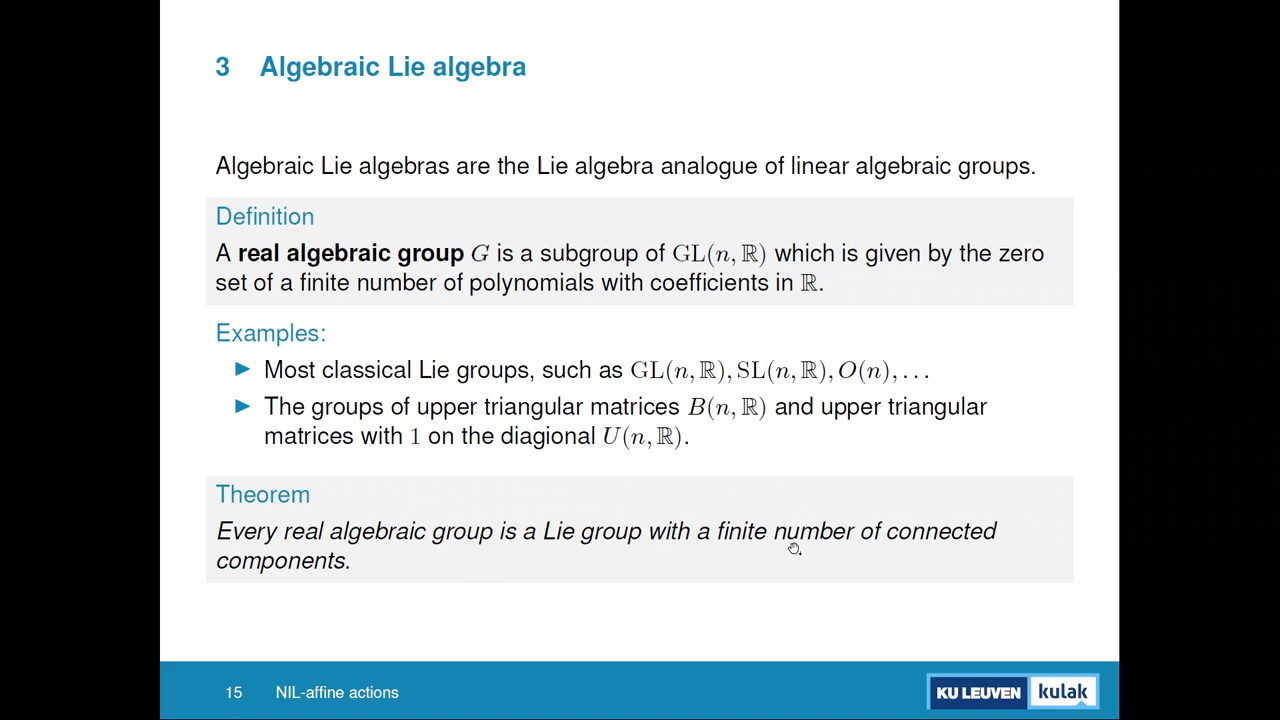 3 Algebraic Lie algebra
Algebraic Lie algebras are the Lie algebra analogue of linear algebraic groups.
Definition
A real algebraic group G is a subgroup of GL(n, ℝ) which is given by the zero
set of a finite number of polynomials with coefficients in ℝ.
Examples:
▶ Most classical Lie groups, such as GL(n, ℝ), SL(n, ℝ), O(n), . . .
▶ The groups of upper triangular matrices B(n, ℝ) and upper triangular
matrices with 1 on the diagional U(n, ℝ).
Theorem
Every real algebraic group is a Lie group with a finite number of connected
components.
15 NIL-affine actions
KU LEUVEN kulak